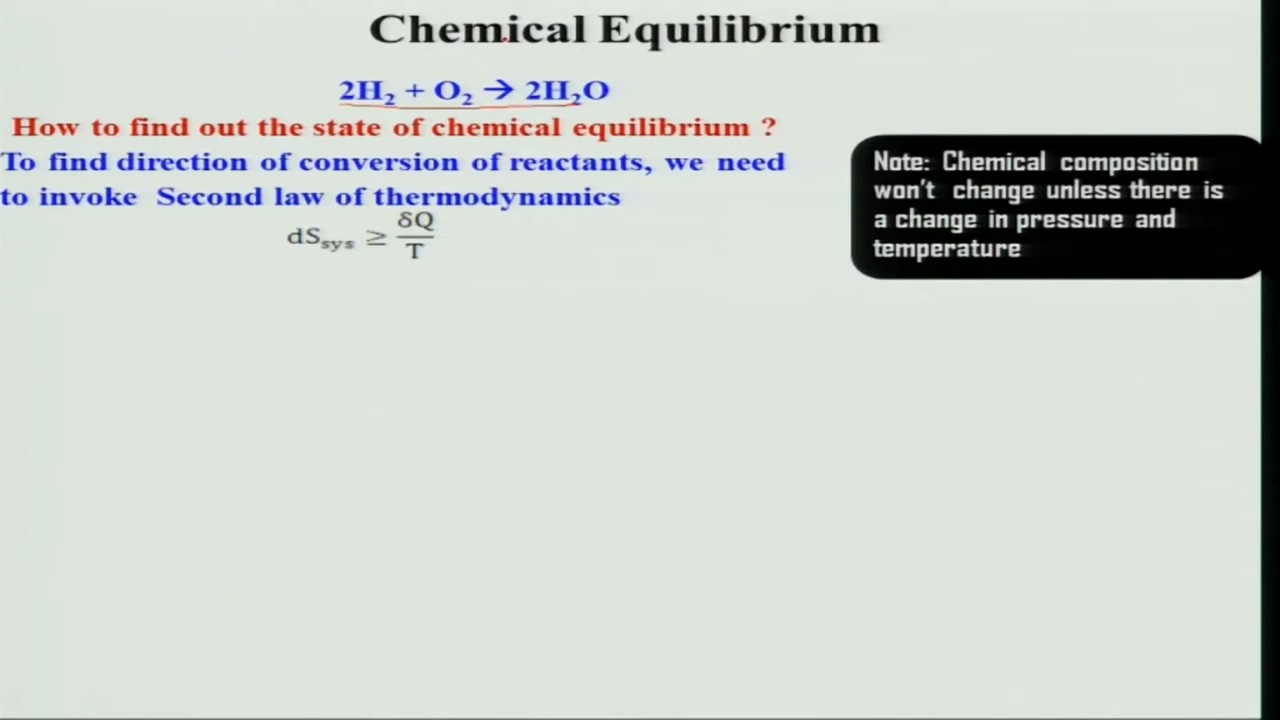 Chemical Equilibrium
2H₂ + O₂ → 2H₂O
How to find out the state of chemical equilibrium ?
To find direction of conversion of reactants, we need
to invoke Second law of thermodynamics
dS_sys ≥ δQ/T
Note: Chemical composition
won't change unless there is
a change in pressure and
temperature